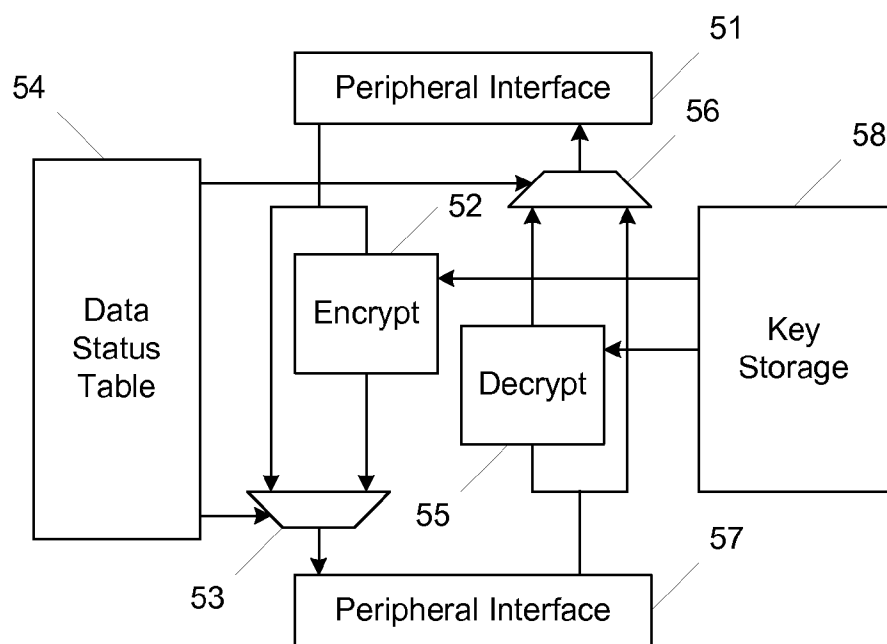 51
Peripheral Interface
54
56
58
52
Data
Status
Table
Encrypt
Key
Storage
Decrypt
55
57
53
Peripheral Interface